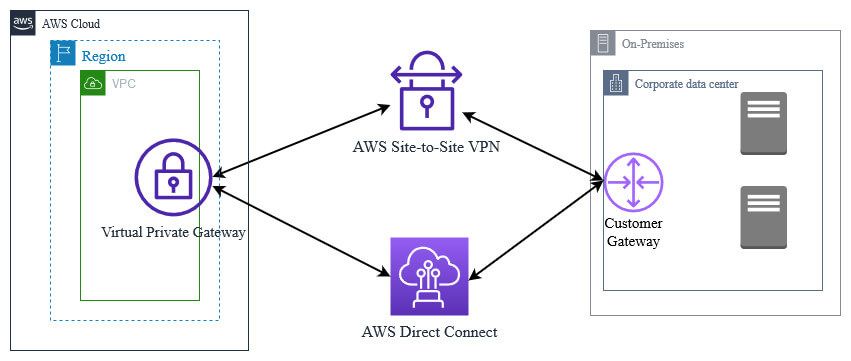 aws
AWS Cloud
Region
VPC
Virtual Private Gateway
AWS Site-to-Site VPN
AWS Direct Connect
On-Premises
Corporate data center
Customer
Gateway